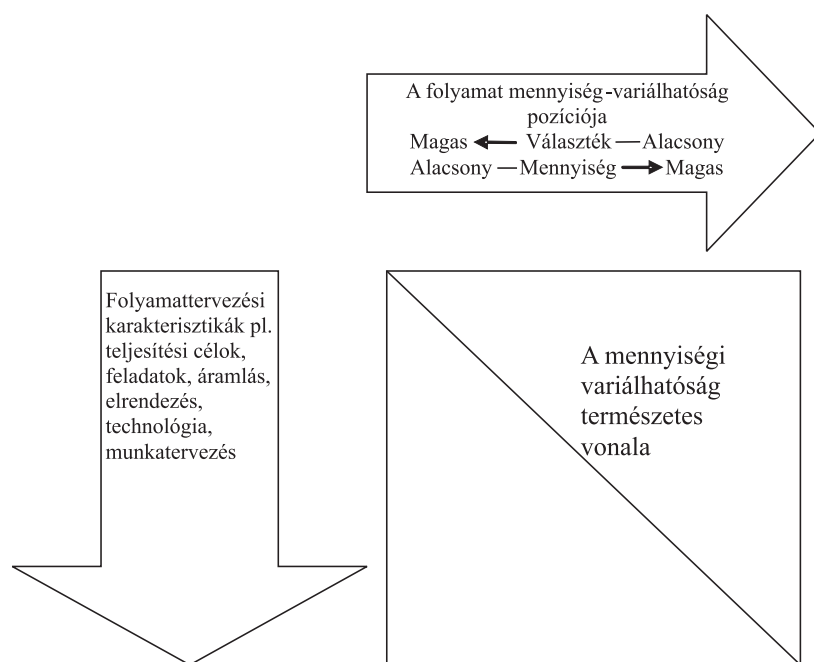 A folyamat mennyiség-variálhatóság
pozíciója
Magas Választék Alacsony
Alacsony Mennyiség Magas
Folyamattervezési
karakterisztikák pl.
teljesítési célok,
feladatok, áramlás,
elrendezés,
technológia,
munkatervezés
A mennyiségi
variálhatóság
természetes
vonala